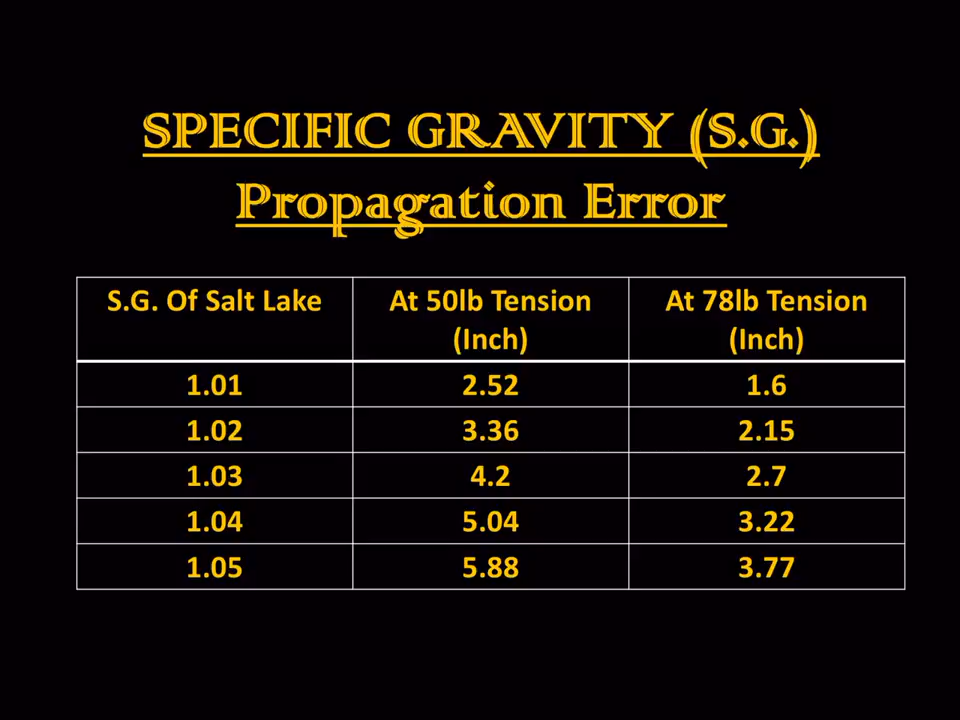 SPECIFIC GRAVITY (S.G.)
Propagation Error
S.G. Of Salt Lake At 50lb Tension (Inch) At 78lb Tension (Inch)
1.01 2.52 1.6
1.02 3.36 2.15
1.03 4.2 2.7
1.04 5.04 3.22
1.05 5.88 3.77